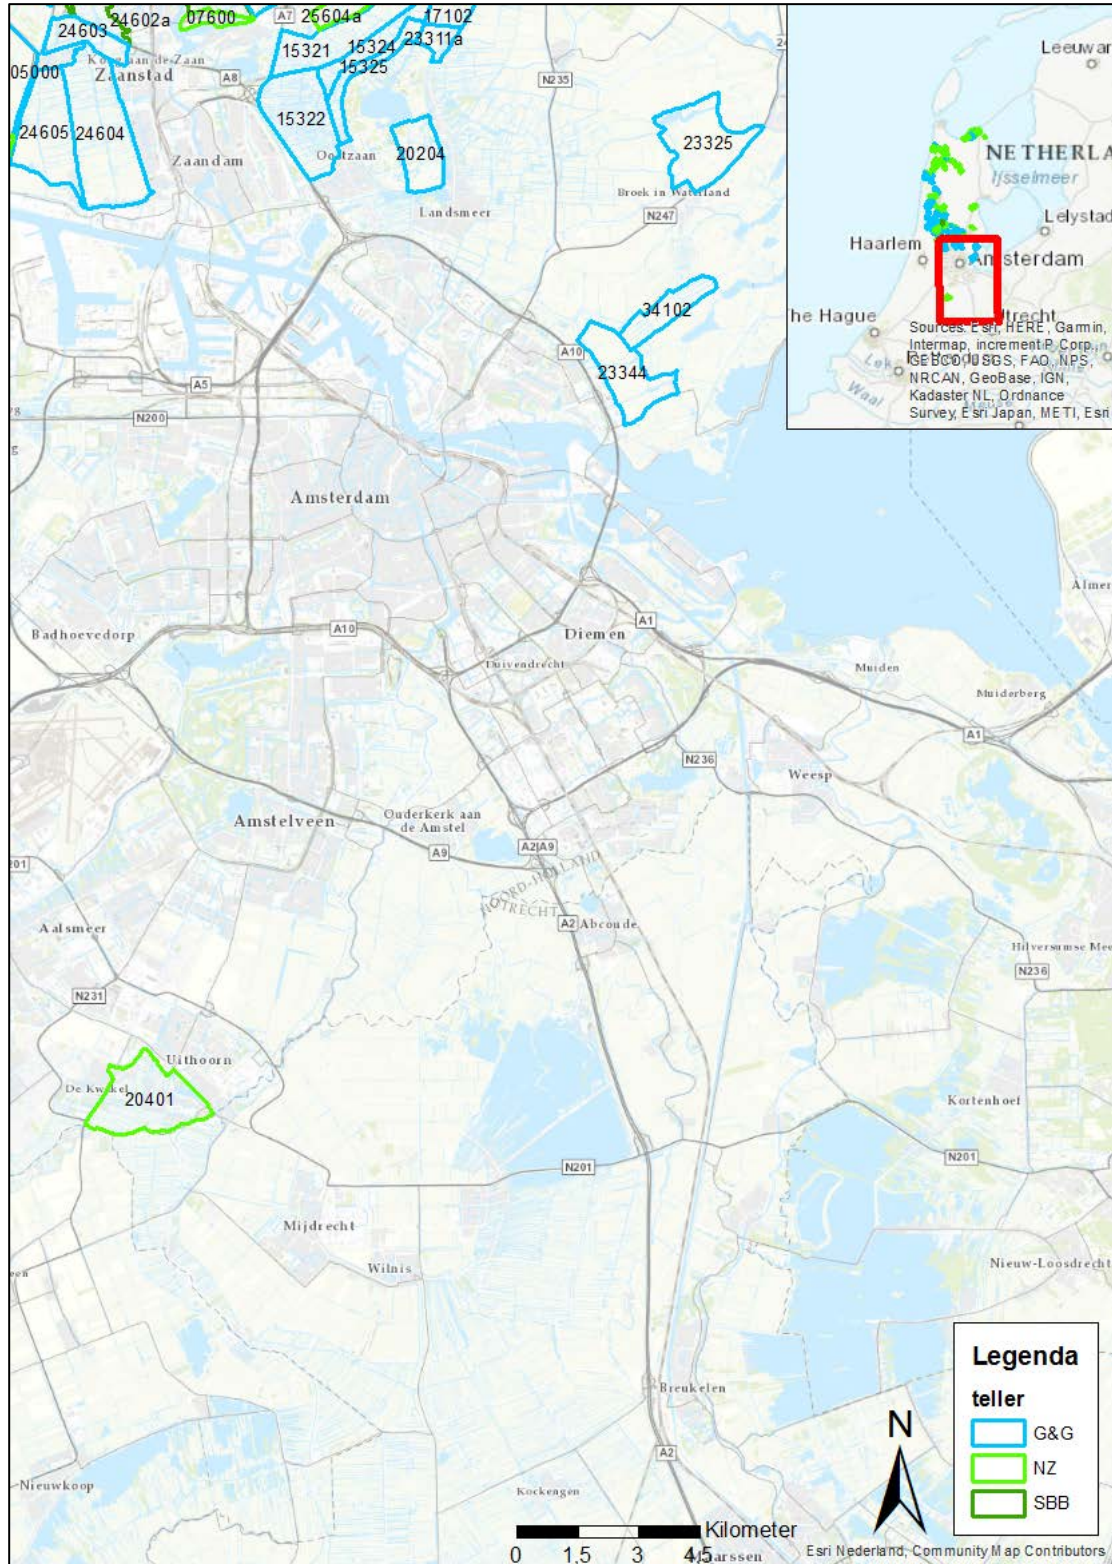 24602a
07600
A7
25604a
17102
24603
15321
15324
23311a
Zaanstad
05000
A8
15325
N235
24605
24604
15322
20204
23325
Zaandam
Oostzaan
Landsmeer
Broek in Waterland
N247
34102
A10
23344
A5
N200
Amsterdam
Badhoevedorp
A10
Diemen
A1
Duivendrecht
Muiden
Muiderberg
A1
N236
Weesp
Amstelveen
Ouderkerk aan
de Amstel
A9
A2|A9
NOORD-HOLLAND
UTRECHT
A2
Abcoude
Aalsmeer
Hilversumse Mee
N236
N231
Uithoorn
De Kwakel
20401
Kortenhoef
N201
N201
Mijdrecht
Wilnis
Nieuw-Loosdrecht
Breukelen
A2
Nieuwkoop
Kockengen
Kilometer
0 1,5 3 4,5
Leeuwar
NETHERLA
Ijsselmeer
Lelystad
Haarlem
Amsterdam
The Hague
Utrecht
Waal
Sources: Esri, HERE, Garmin,
Intermap, increment P Corp.,
GEBCO, USGS, FAO, NPS,
NRCAN, GeoBase, IGN,
Kadaster NL, Ordnance
Survey, Esri Japan, METI, Esri
Legenda
teller
G&G
NZ
SBB
N
Esri Nederland, Community Map Contributors